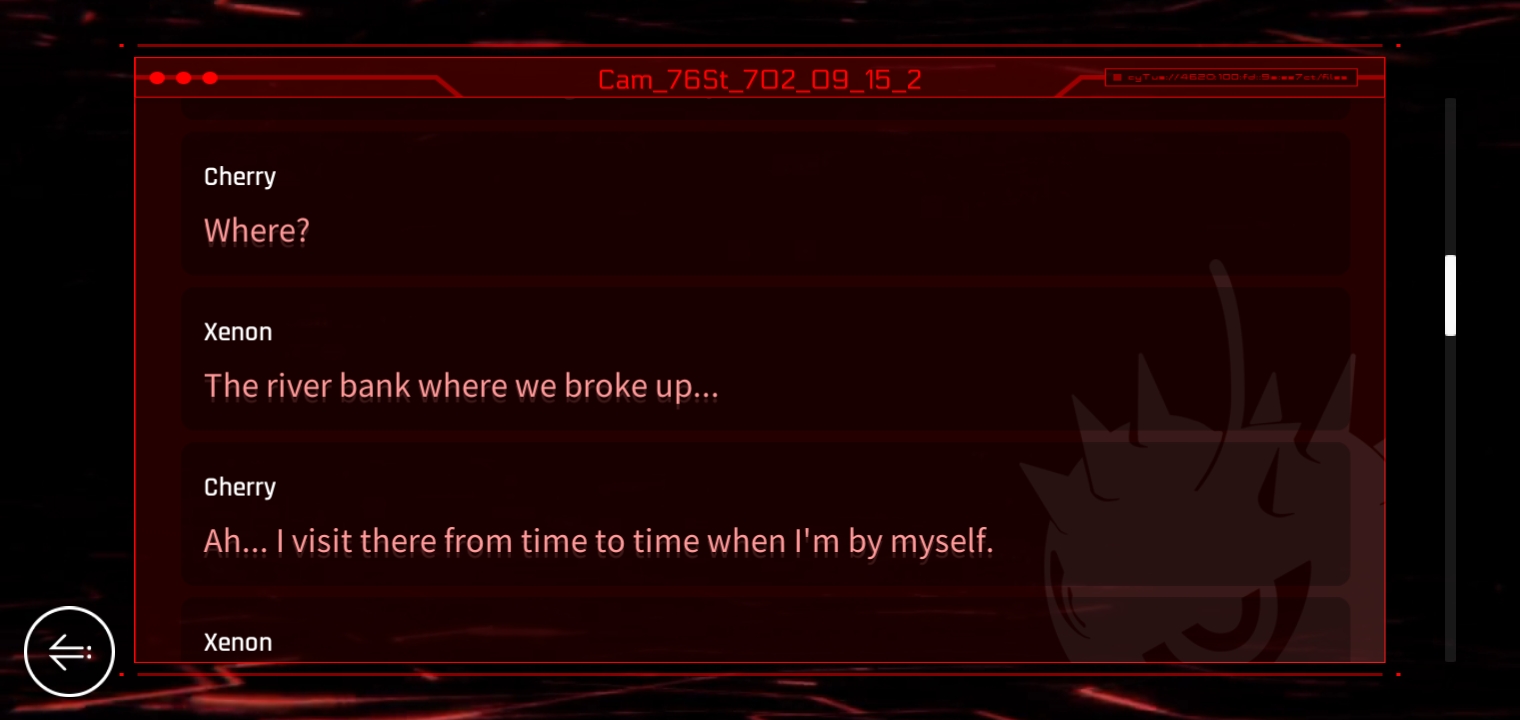 Cam_76St_702_09_15_2
Cherry
Where?
Xenon
The river bank where we broke up...
Cherry
Ah... I visit there from time to time when I'm by myself.
Xenon